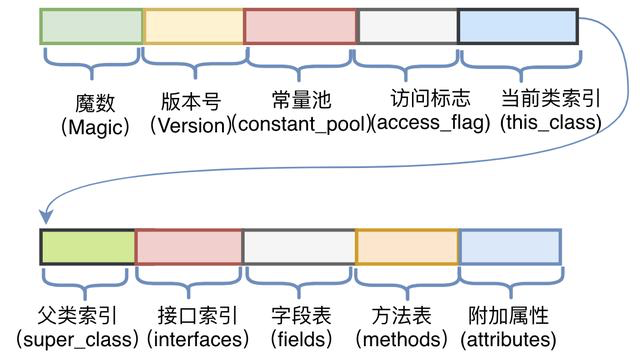 魔数
（Magic）
版本号
（Version）
常量池
（constant_pool）
访问标志
（access_flag）
当前类索引
（this_class）
父类索引
（super_class）
接口索引
（interfaces）
字段表
（fields）
方法表
（methods）
附加属性
（attributes）